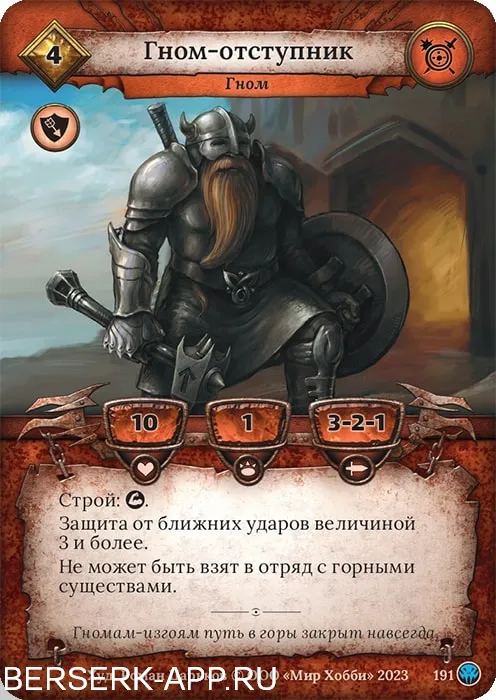 4
Гном-отступник
Гном
10
1
3-2-1
Строй: .
Защита от ближних ударов величиной
3 и более.
Не может быть взят в отряд с горными
существами.
Гномам-изгоям путь в горы закрыт навсегда.
© ООО «Мир Хобби» 2023
191
BERSERK-APP.RU